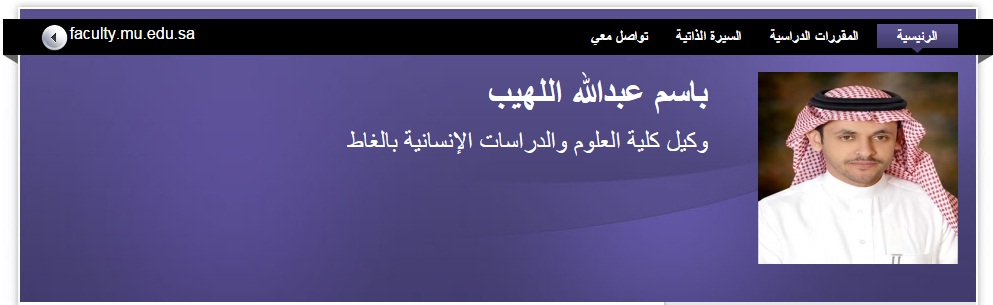 الرئيسية
المقررات الدراسية
السيرة الذاتية
تواصل معي
faculty.mu.edu.sa
باسم عبدالله اللهيب
وكيل كلية العلوم والدراسات الإنسانية بالغاط